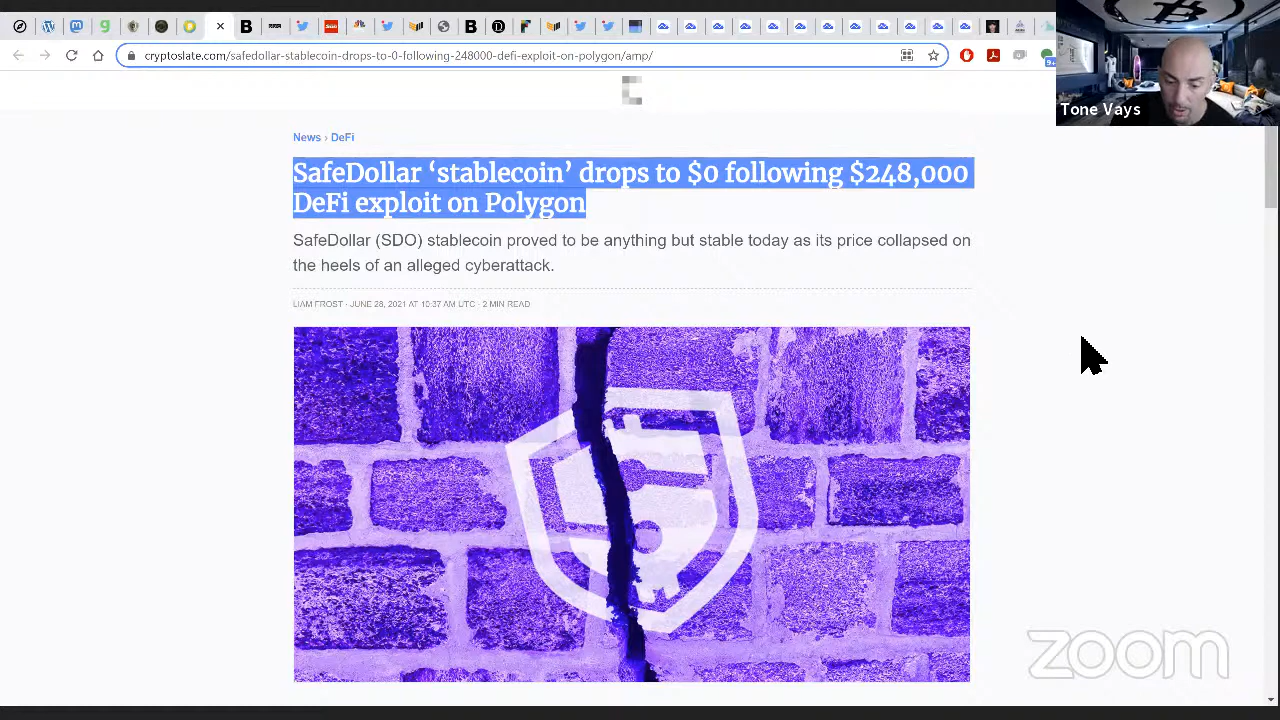 cryptoslate.com/safedollar-stablecoin-drops-to-0-following-248000-defi-exploit-on-polygon/amp/
9+
Tone Vays
News › DeFi
SafeDollar ‘stablecoin’ drops to $0 following $248,000
DeFi exploit on Polygon
SafeDollar (SDO) stablecoin proved to be anything but stable today as its price collapsed on
the heels of an alleged cyberattack.
LIAM FROST · JUNE 28, 2021 AT 10:37 AM UTC · 2 MIN READ
zoom